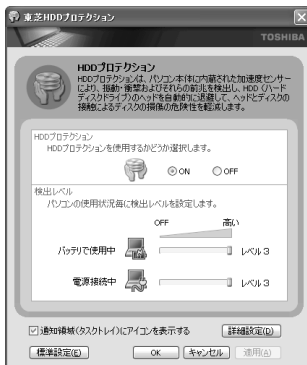 東芝HDDプロテクション
TOSHIBA
HDDプロテクション
HDDプロテクションは、パソコン本体に内蔵された加速度センサー
により、振動・衝撃およびそれらの前兆を検出し、HDD（ハード
ディスクドライブ）のヘッドを自動的に退避して、ヘッドとディスクの
接触によるディスクの損傷の危険性を軽減します。
HDDプロテクション
HDDプロテクションを使用するかどうか選択します。
ON OFF
検出レベル
パソコンの使用状況毎に検出レベルを設定します。
OFF 高い
バッテリで使用中 レベル 3
電源接続中 レベル 3
通知領域(タスクトレイ)にアイコンを表示する 詳細設定(D)
標準設定(E) OK キャンセル 適用(A)